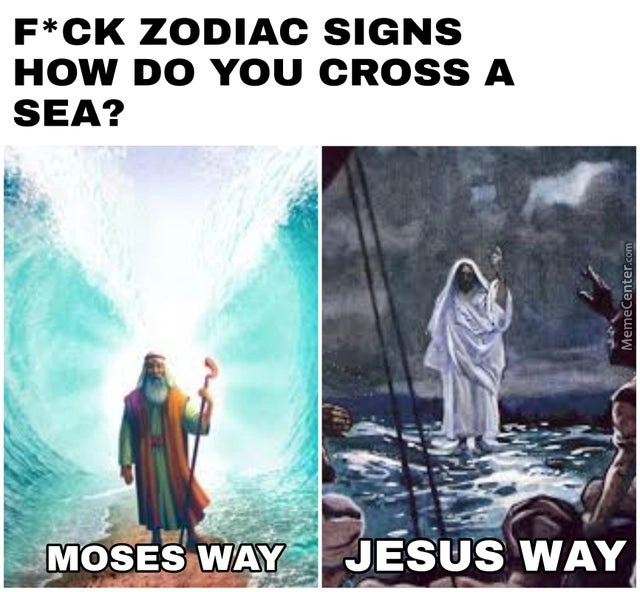 F*CK ZODIAC SIGNS
HOW DO YOU CROSS A
SEA?
MOSES WAY
JESUS WAY
MemeCenter.com